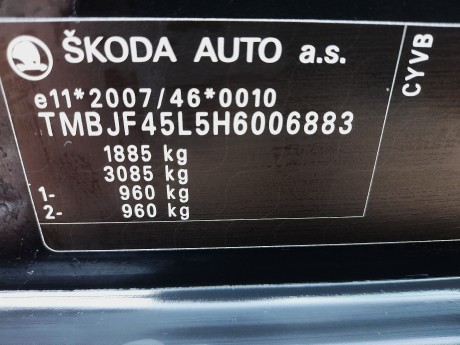 ŠKODA AUTO a.s.
e11*2007/46*0010
TMBJF45L5H6006883
1885 kg
3085 kg
1- 960 kg
2- 960 kg
CYVB